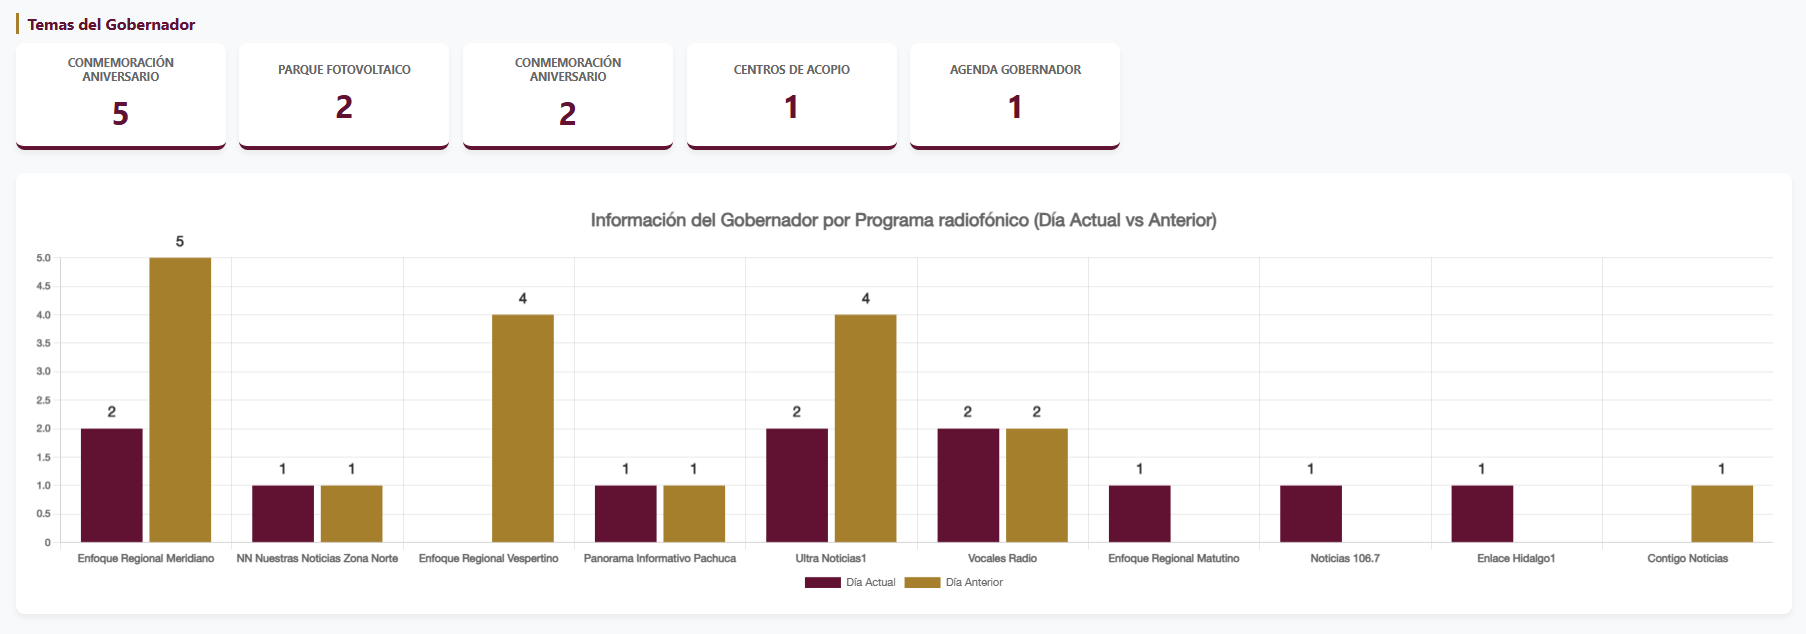 Temas del Gobernador
CONMEMORACIÓN
ANIVERSARIO
5
PARQUE FOTOVOLTAICO
2
CONMEMORACIÓN
ANIVERSARIO
2
CENTROS DE ACOPIO
1
AGENDA GOBERNADOR
1
Información del Gobernador por Programa radiofónico (Día Actual vs Anterior)
5.0
4.5
4.0
3.5
3.0
2.5
2.0
1.5
1.0
0.5
0
2
5
1
1
4
1
1
2
4
2
2
1
1
1
1
Enfoque Regional Meridiano
NN Nuestras Noticias Zona Norte
Enfoque Regional Vespertino
Panorama Informativo Pachuca
Ultra Noticias1
Vocales Radio
Enfoque Regional Matutino
Noticias 106.7
Enlace Hidalgo1
Contigo Noticias
Día Actual
Día Anterior